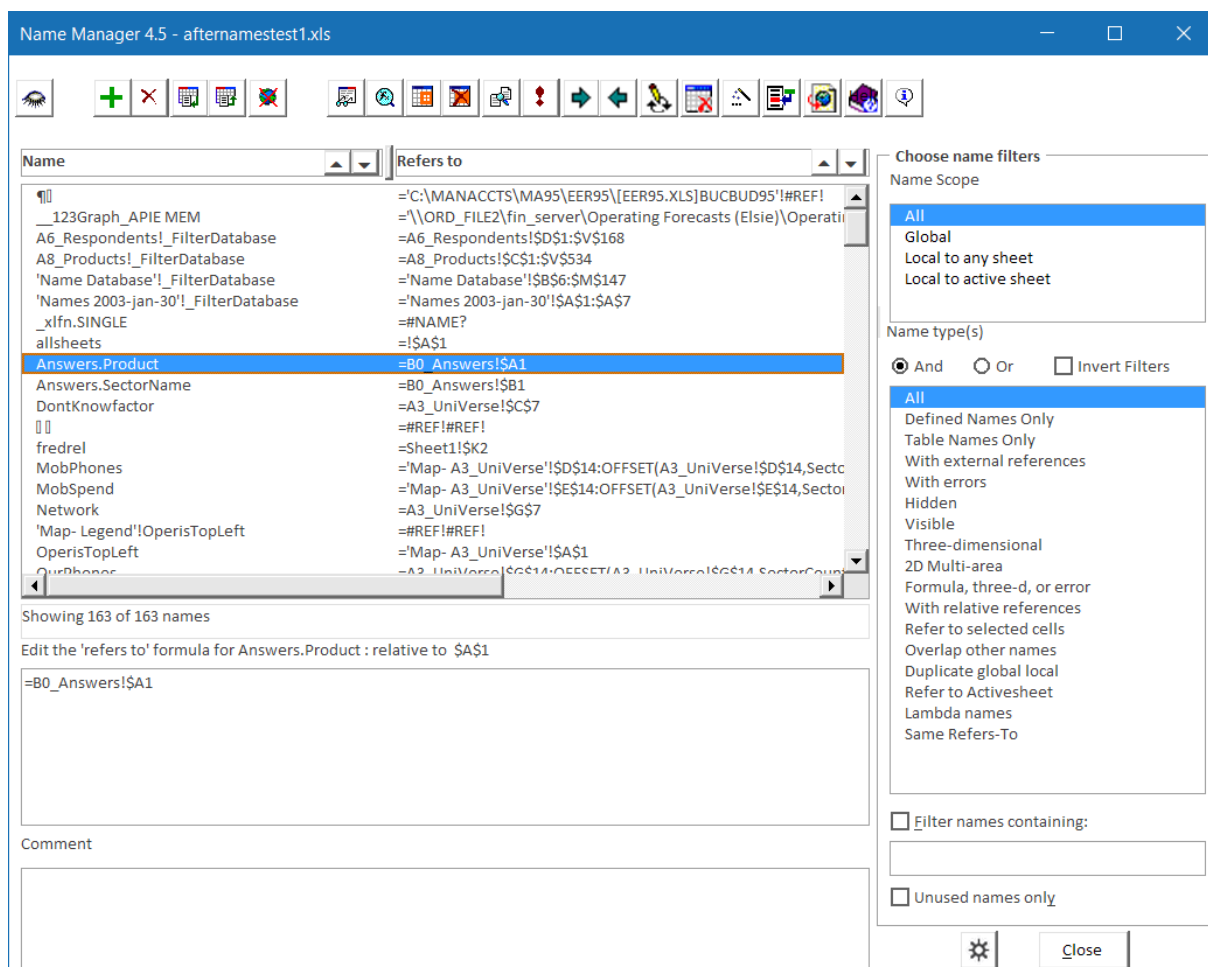 Name Manager 4.5 - afternamestest1.xls
Name Refers to
¶▯ ='C:\MANACCTS\MA95\EER95\[EER95.XLS]BUCBUD95'!#REF!
__123Graph_APIE MEM ='\\ORD_FILE2\fin_server\Operating Forecasts (Elsie)\Operati
A6_Respondents!_FilterDatabase =A6_Respondents!$D$1:$V$168
A8_Products!_FilterDatabase =A8_Products!$C$1:$V$534
'Name Database'!_FilterDatabase ='Name Database'!$B$6:$M$147
'Names 2003-jan-30'!_FilterDatabase ='Names 2003-jan-30'!$A$1:$A$7
_xlfn.SINGLE =#NAME?
allsheets =!$A$1
Answers.Product =B0_Answers!$A1
Answers.SectorName =B0_Answers!$B1
DontKnowfactor =A3_UniVerse!$C$7
▯ ▯ =#REF!#REF!
fredrel =Sheet1!$K2
MobPhones ='Map- A3_UniVerse'!$D$14:OFFSET(A3_UniVerse!$D$14,Secto
MobSpend ='Map- A3_UniVerse'!$E$14:OFFSET(A3_UniVerse!$E$14,Sector
Network =A3_UniVerse!$G$7
'Map- Legend'!OperisTopLeft =#REF!#REF!
OperisTopLeft ='Map- A3_UniVerse'!$A$1
OurPhones =A3_UniVerse!$G$14:OFFSET(A3_UniVerse!$G$14,SectorCount
Showing 163 of 163 names
Edit the 'refers to' formula for Answers.Product : relative to $A$1
=B0_Answers!$A1
Comment
Choose name filters
Name Scope
All
Global
Local to any sheet
Local to active sheet
Name type(s)
And Or Invert Filters
All
Defined Names Only
Table Names Only
With external references
With errors
Hidden
Visible
Three-dimensional
2D Multi-area
Formula, three-d, or error
With relative references
Refer to selected cells
Overlap other names
Duplicate global local
Refer to Activesheet
Lambda names
Same Refers-To
Filter names containing:
Unused names only
Close